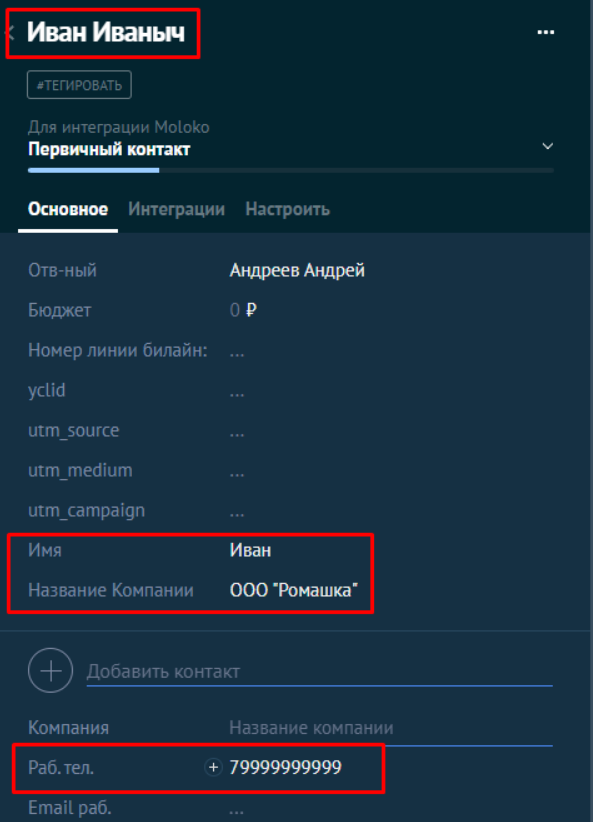 Иван Иваныч
#ТЕГИРОВАТЬ
Для интеграции Moloko
Первичный контакт
Основное Интеграции Настроить
Отв-ный Андреев Андрей
Бюджет 0 ₽
Номер линии билайн: ...
yclid ...
utm_source ...
utm_medium ...
utm_campaign ...
Имя Иван
Название Компании ООО "Ромашка"
Добавить контакт
Компания Название компании
Раб. тел. 79999999999
Email раб. ...